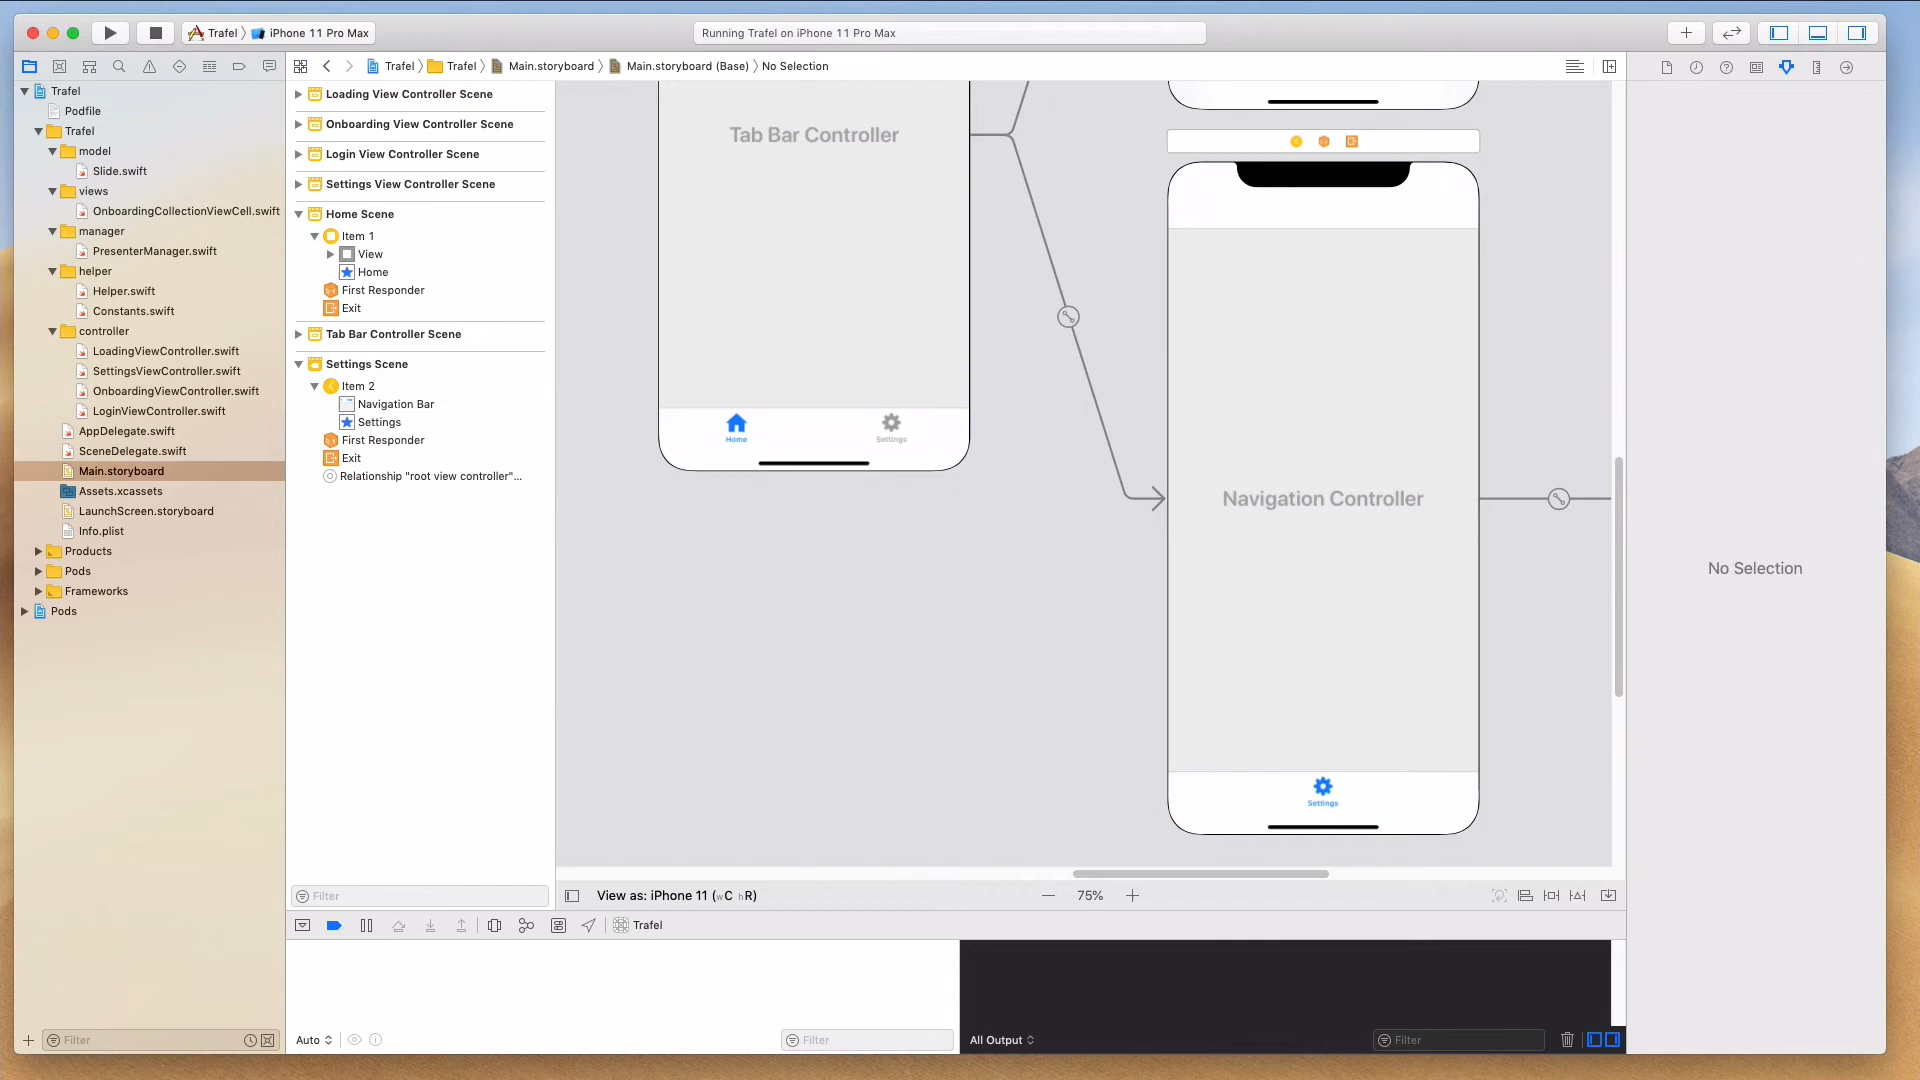 Trafel
iPhone 11 Pro Max
Running Trafel on iPhone 11 Pro Max
Trafel
Trafel
Main.storyboard
Main.storyboard (Base)
No Selection
Trafel
Podfile
Trafel
model
Slide.swift
views
OnboardingCollectionViewCell.swift
manager
PresenterManager.swift
helper
Helper.swift
Constants.swift
controller
LoadingViewController.swift
SettingsViewController.swift
OnboardingViewController.swift
LoginViewController.swift
AppDelegate.swift
SceneDelegate.swift
Main.storyboard
Assets.xcassets
LaunchScreen.storyboard
Info.plist
Products
Pods
Frameworks
Pods
Filter
Loading View Controller Scene
Onboarding View Controller Scene
Login View Controller Scene
Settings View Controller Scene
Home Scene
Item 1
View
Home
First Responder
Exit
Tab Bar Controller Scene
Settings Scene
Item 2
Navigation Bar
Settings
First Responder
Exit
Relationship "root view controller"...
Filter
Tab Bar Controller
Home
Settings
Navigation Controller
Settings
View as: iPhone 11 (wC hR)
75%
No Selection
Trafel
Auto
Filter
All Output
Filter